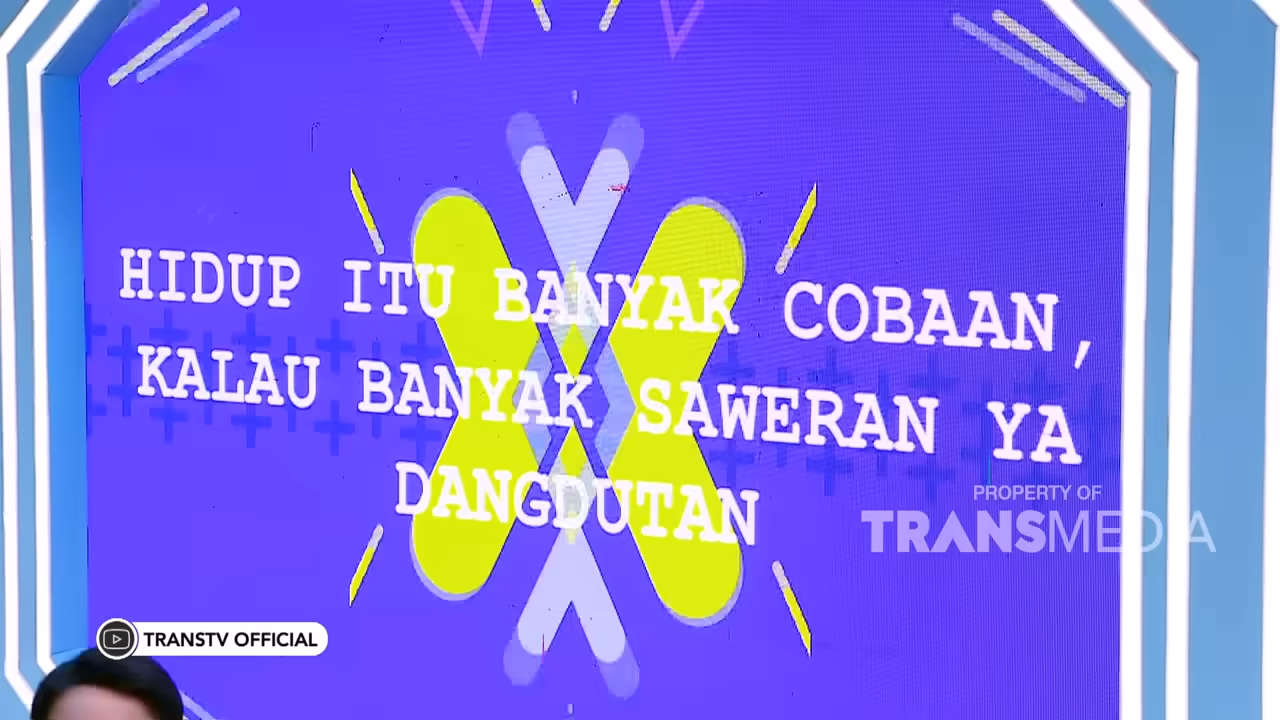 HIDUP ITU BANYAK COBAAN,
KALAU BANYAK SAWERAN YA
DANGDUTAN
PROPERTY OF
TRANSMEDIA
TRANSTV OFFICIAL